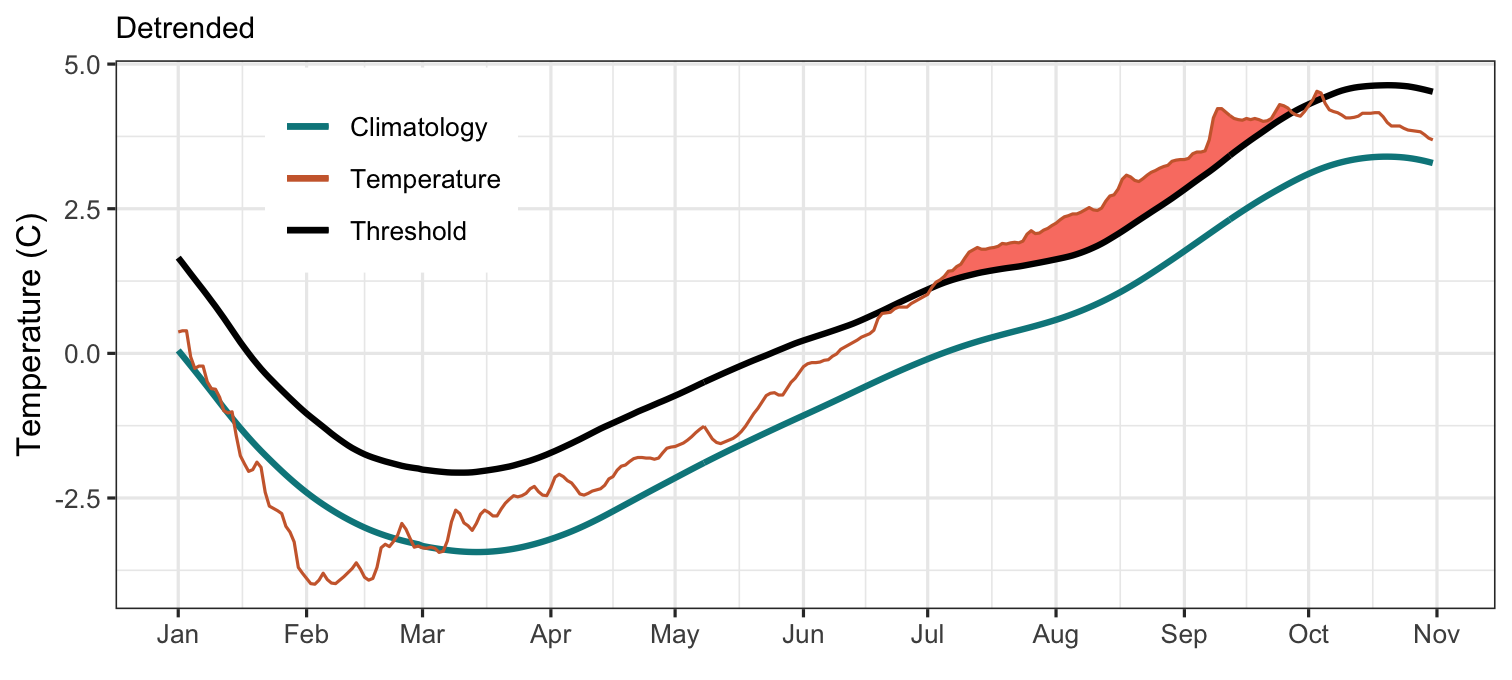 Detrended
Temperature (C)
5.0
2.5
0.0
-2.5
Climatology
Temperature
Threshold
Jan Feb Mar Apr May Jun Jul Aug Sep Oct Nov